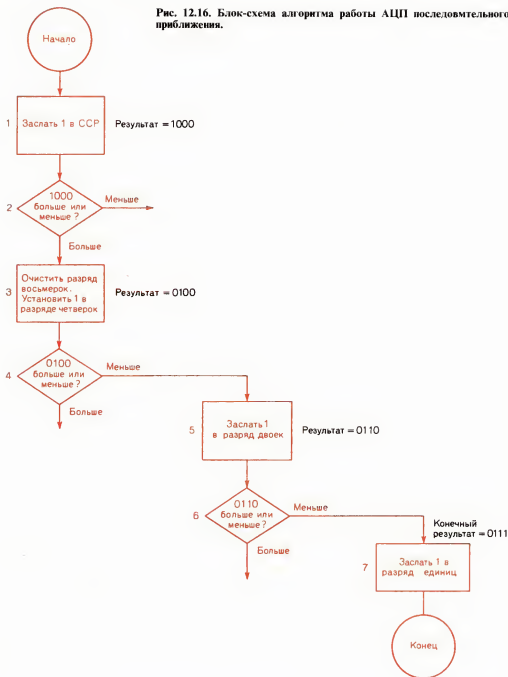 Рис. 12.16. Блок-схема алгоритма работы АЦП последовмтельного
приближения.
Начало
1
Заслать 1 в ССР
Результат = 1000
2
1000
больше или
меньше?
Меньше
Больше
3
Очистить разряд
восьмерок.
Установить 1 в
разряде четверок
Результат = 0100
4
0100
больше или
меньше?
Меньше
Больше
5
Заслать 1
в разряд двоек
Результат = 0110
6
0110
больше или
меньше?
Меньше
Больше
Конечный
результат = 0111
7
Заслать 1 в
разряд единиц
Конец